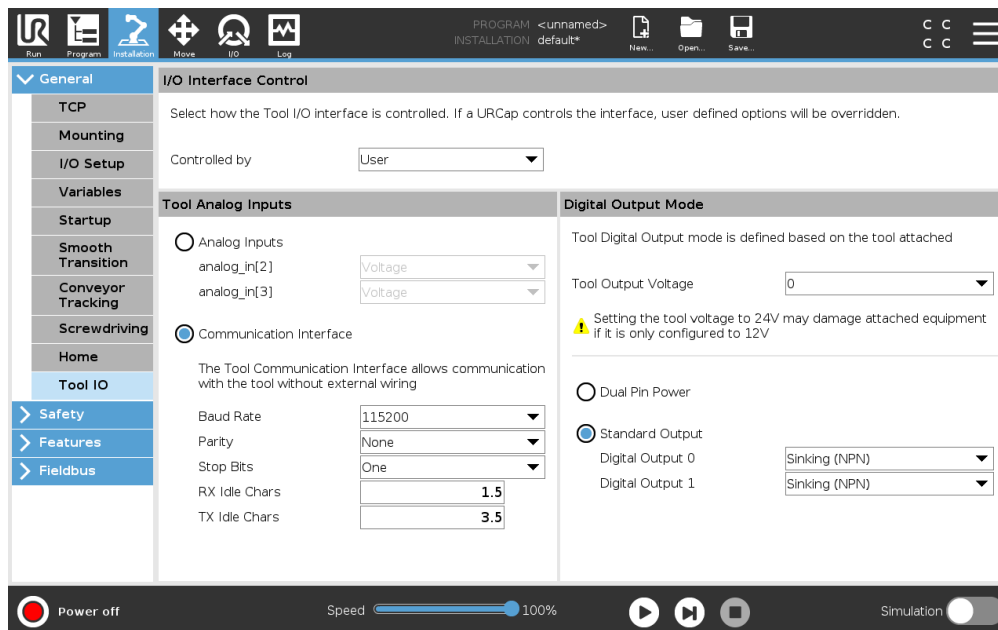 UR
PROGRAM <unnamed>
INSTALLATION default*
C C
C C
Run
Program
Installation
Move
I/O
Log
New...
Open...
Save...
General
TCP
Mounting
I/O Setup
Variables
Startup
Smooth
Transition
Conveyor
Tracking
Screwdriving
Home
Tool IO
Safety
Features
Fieldbus
I/O Interface Control
Select how the Tool I/O interface is controlled. If a URCap controls the interface, user defined options will be overridden.
Controlled by User
Tool Analog Inputs
Analog Inputs
analog_in[2] Voltage
analog_in[3] Voltage
Communication Interface
The Tool Communication Interface allows communication
with the tool without external wiring
Baud Rate 115200
Parity None
Stop Bits One
RX Idle Chars 1.5
TX Idle Chars 3.5
Digital Output Mode
Tool Digital Output mode is defined based on the tool attached
Tool Output Voltage 0
Setting the tool voltage to 24V may damage attached equipment
if it is only configured to 12V
Dual Pin Power
Standard Output
Digital Output 0 Sinking (NPN)
Digital Output 1 Sinking (NPN)
Power off
Speed 100%
Simulation